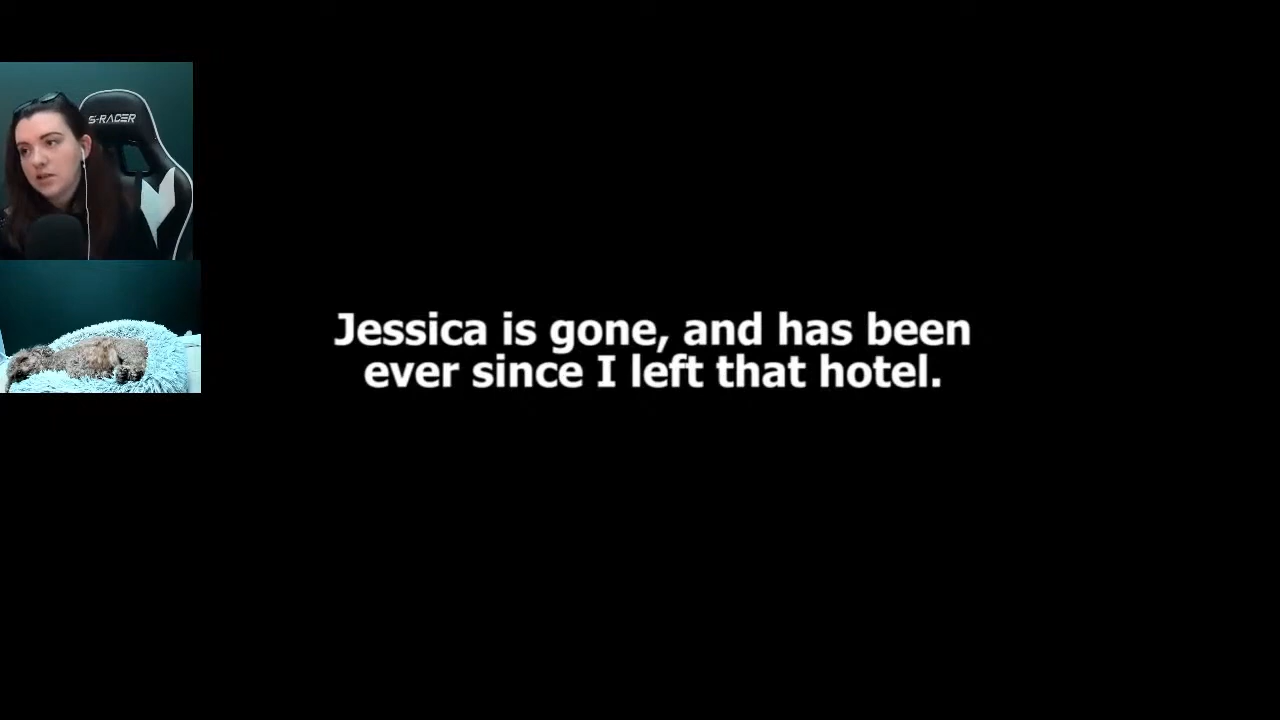 S-RACER
Jessica is gone, and has been
ever since I left that hotel.